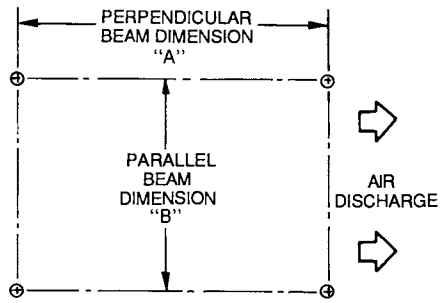 PERPENDICULAR
BEAM DIMENSION
"A"
PARALLEL
BEAM
DIMENSION
"B"
AIR
DISCHARGE